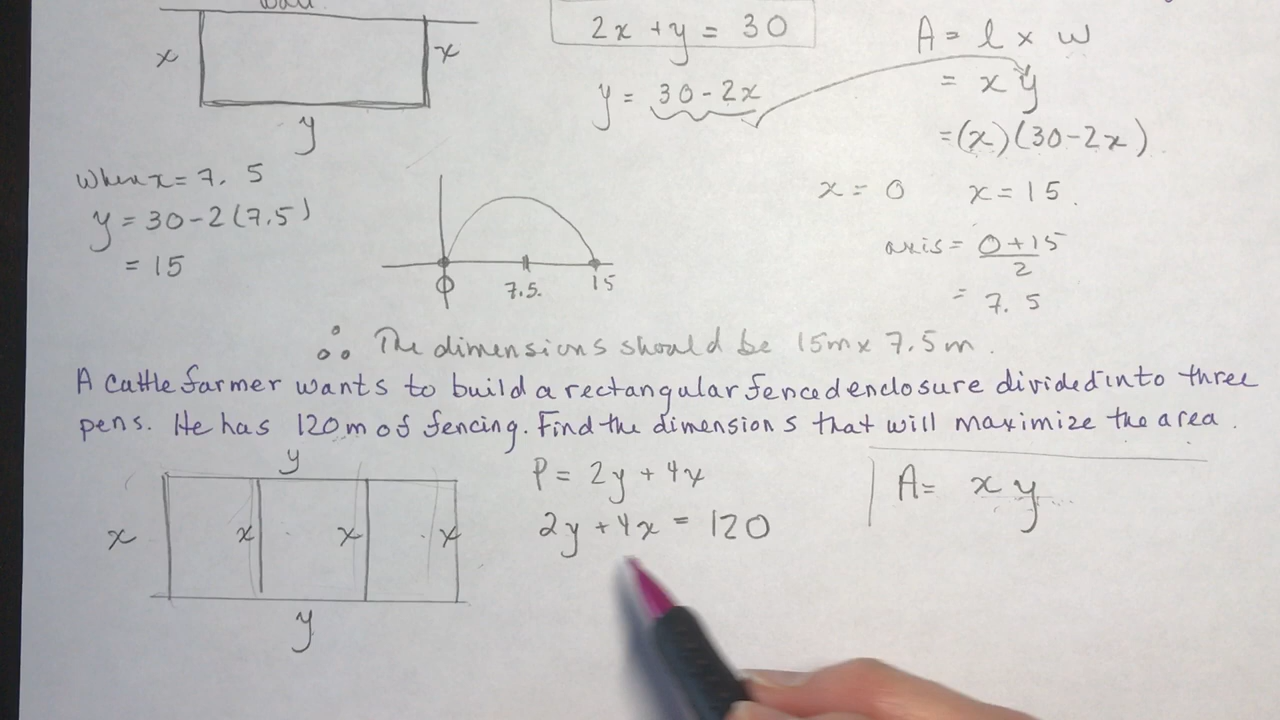 wall
x
x
y
2x + y = 30
y = 30 - 2x
A = l x w
= xy
= (x)(30-2x)
x = 0 x = 15.
axis = 0+15
2
= 7.5
when x = 7.5
y = 30 - 2(7.5)
= 15
0 7.5. 15
∴ The dimensions should be 15m x 7.5m.
A cattle farmer wants to build a rectangular fenced enclosure divided into three
pens. He has 120m of fencing. Find the dimensions that will maximize the area.
y
x x x x
y
P = 2y + 4x
2y + 4x = 120
A = xy